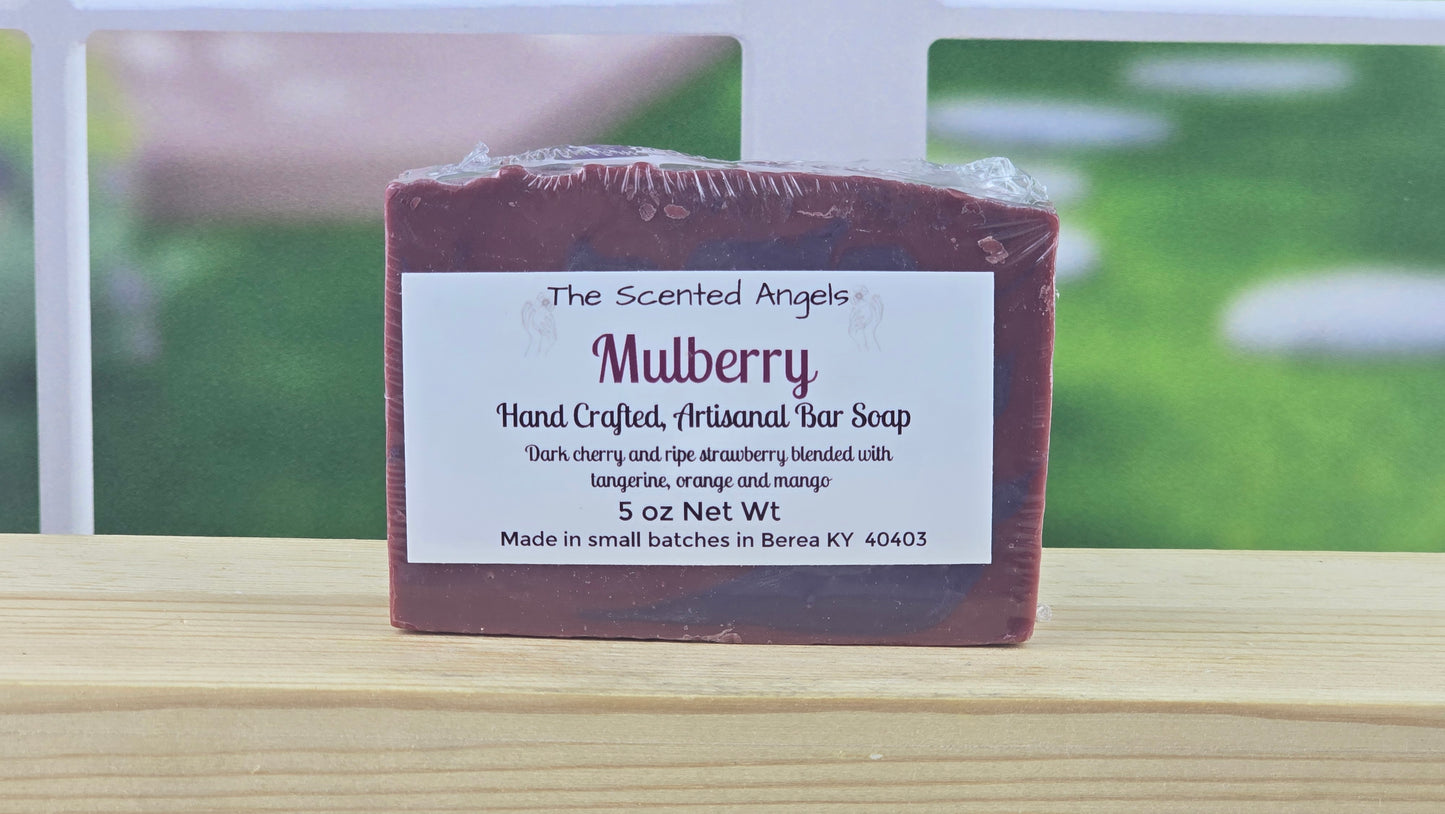 The Scented Angels
Mulberry
Hand Crafted, Artisanal Bar Soap
Dark cherry and ripe strawberry blended with
tangerine, orange and mango
5 oz Net Wt
Made in small batches in Berea KY 40403